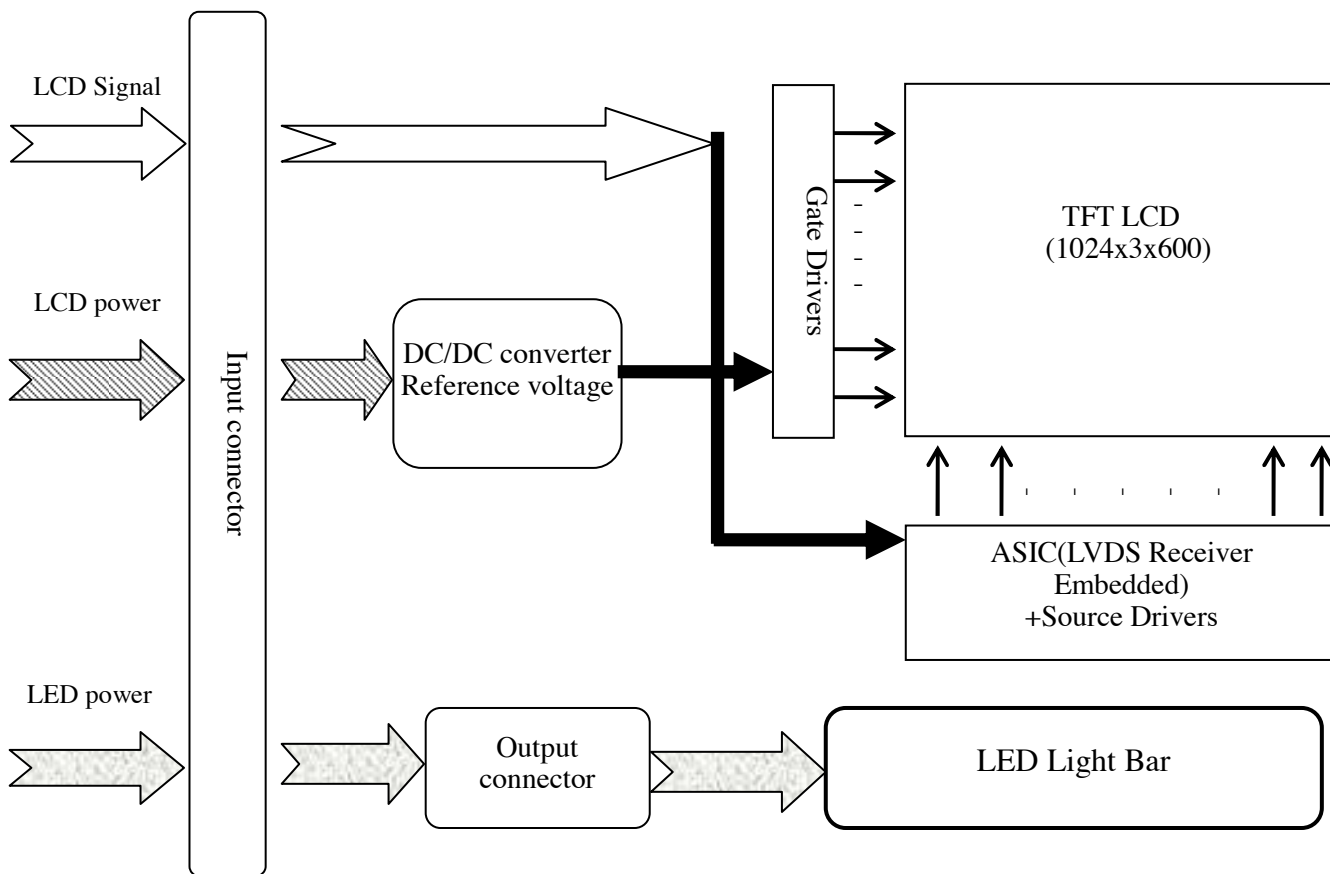 LCD Signal
LCD power
LED power
Input connector
DC/DC converter
Reference voltage
Gate Drivers
TFT LCD
(1024x3x600)
ASIC(LVDS Receiver
Embedded)
+Source Drivers
Output
connector
LED Light Bar